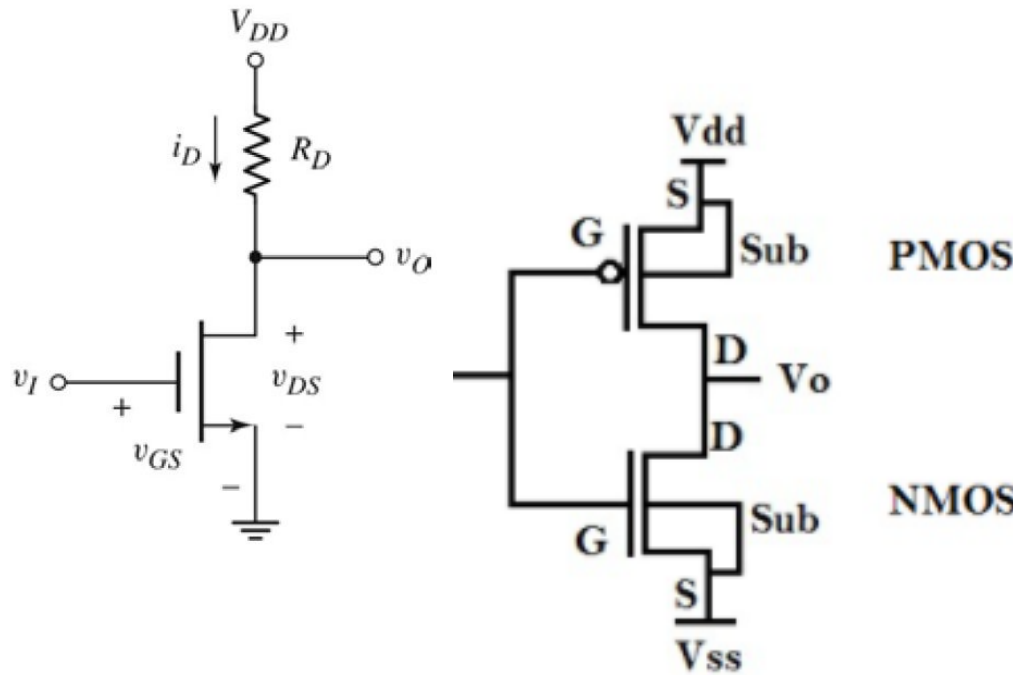 V_DD
i_D
R_D
v_O
v_I
+
v_GS
−
+
v_DS
−
Vdd
S
G
Sub
PMOS
D
Vo
D
G
Sub
NMOS
S
Vss